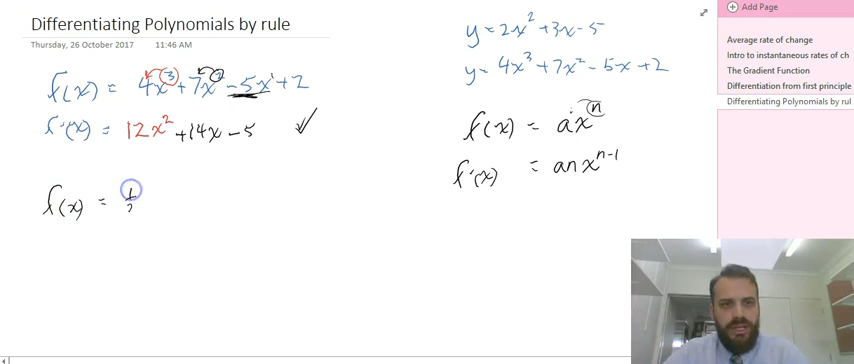 Differentiating Polynomials by rule
Thursday, 26 October 2017 11:46 AM
f(x) = 4x³ + 7x² - 5x¹ + 2
f'(x) = 12x² + 14x - 5 ✓
f(x) = 1/
y = 2x² + 3x - 5
y = 4x³ + 7x² - 5x + 2
f(x) = axⁿ
f'(x) = anxⁿ⁻¹
Add Page
Average rate of change
Intro to instantaneous rates of ch
The Gradient Function
Differentiation from first principle
Differentiating Polynomials by rul